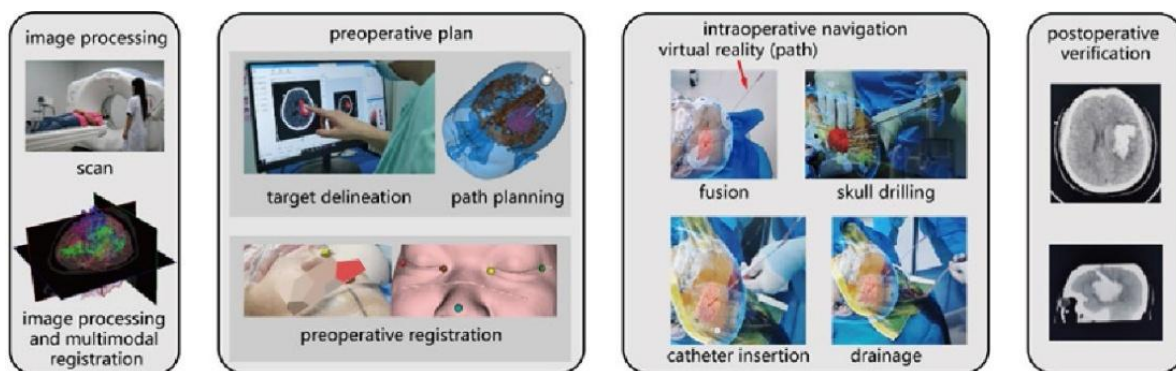 image processing
scan
image processing
and multimodal
registration
preoperative plan
target delineation
path planning
preoperative registration
intraoperative navigation
virtual reality (path)
fusion
skull drilling
catheter insertion
drainage
postoperative
verification